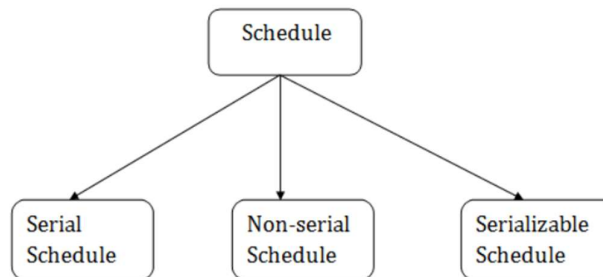 Schedule
Serial
Schedule
Non-serial
Schedule
Serializable
Schedule